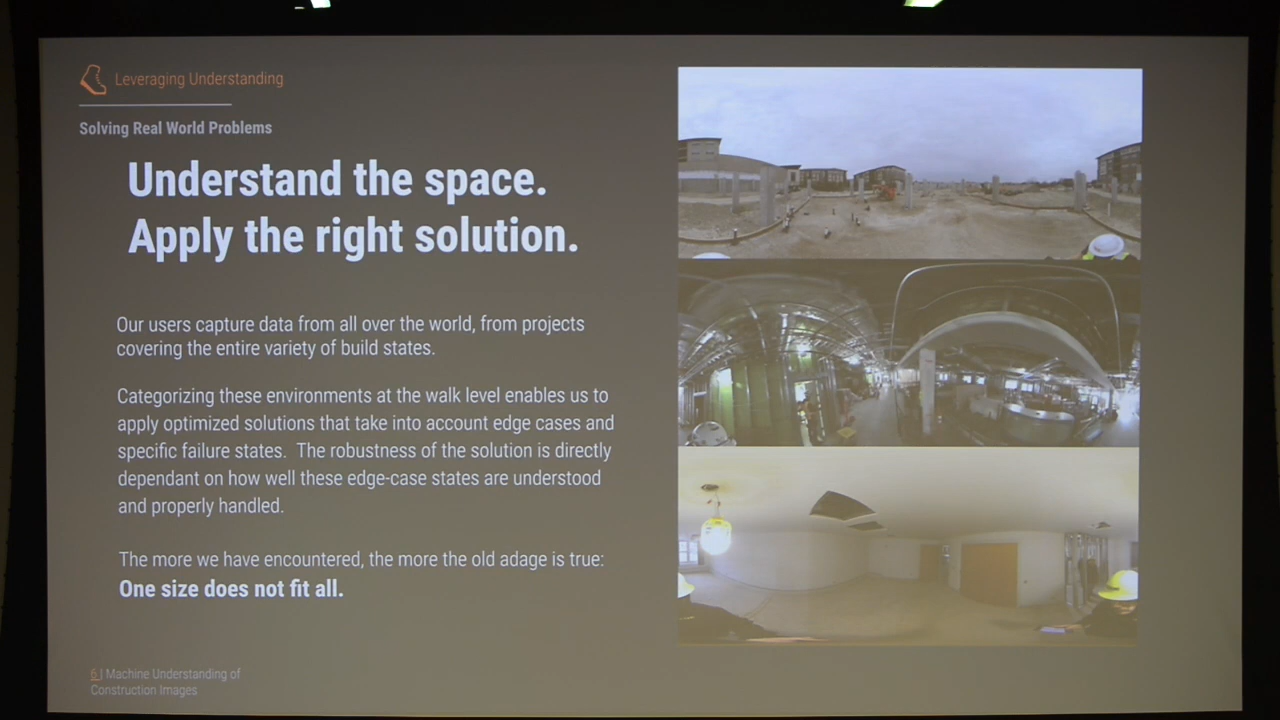 Leveraging Understanding
Solving Real World Problems
Understand the space.
Apply the right solution.
Our users capture data from all over the world, from projects
covering the entire variety of build states.
Categorizing these environments at the walk level enables us to
apply optimized solutions that take into account edge cases and
specific failure states.  The robustness of the solution is directly
dependant on how well these edge-case states are understood
and properly handled.
The more we have encountered, the more the old adage is true:
One size does not fit all.
6 | Machine Understanding of
Construction Images